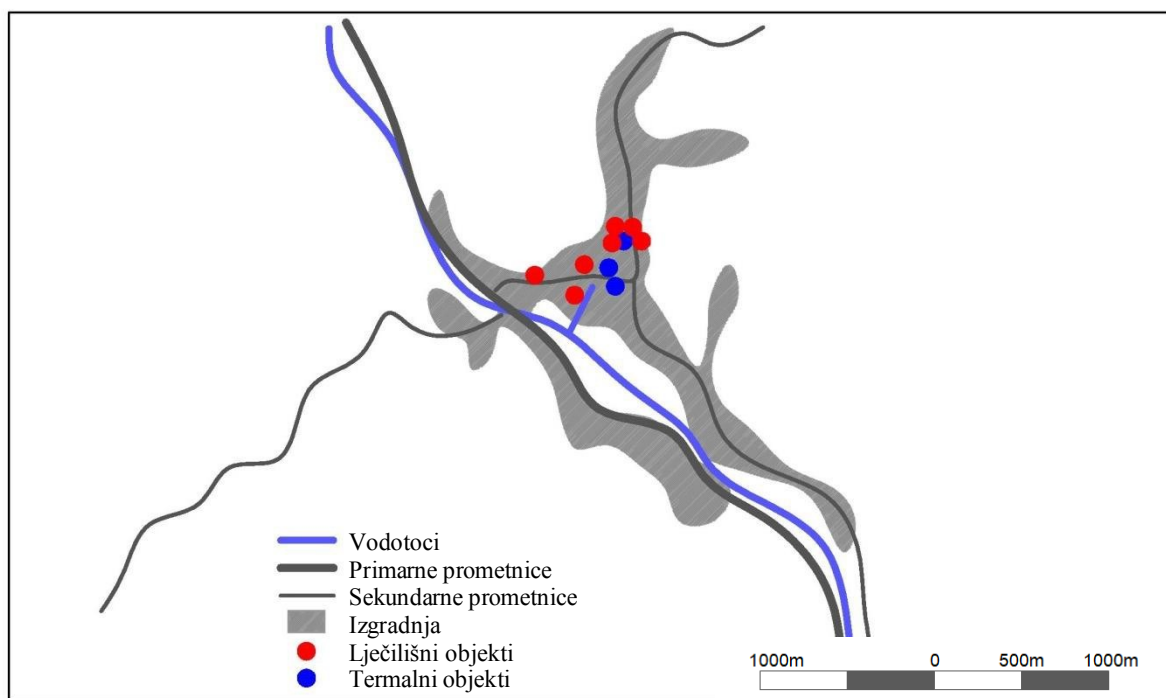 Vodotoci
Primarne prometnice
Sekundarne prometnice
Izgradnja
Lječilišni objekti
Termalni objekti
1000m 0 500m 1000m